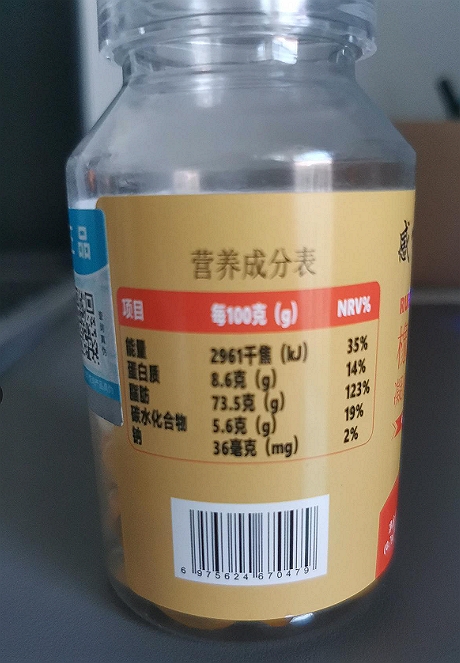 品
营养成分表
项目 每100克 (g) NRV%
能量 2961千焦 (kJ) 35%
蛋白质 8.6克 (g) 14%
脂肪 73.5克 (g) 123%
碳水化合物 5.6克 (g) 19%
钠 36毫克 (mg) 2%
6 975624 670479
感